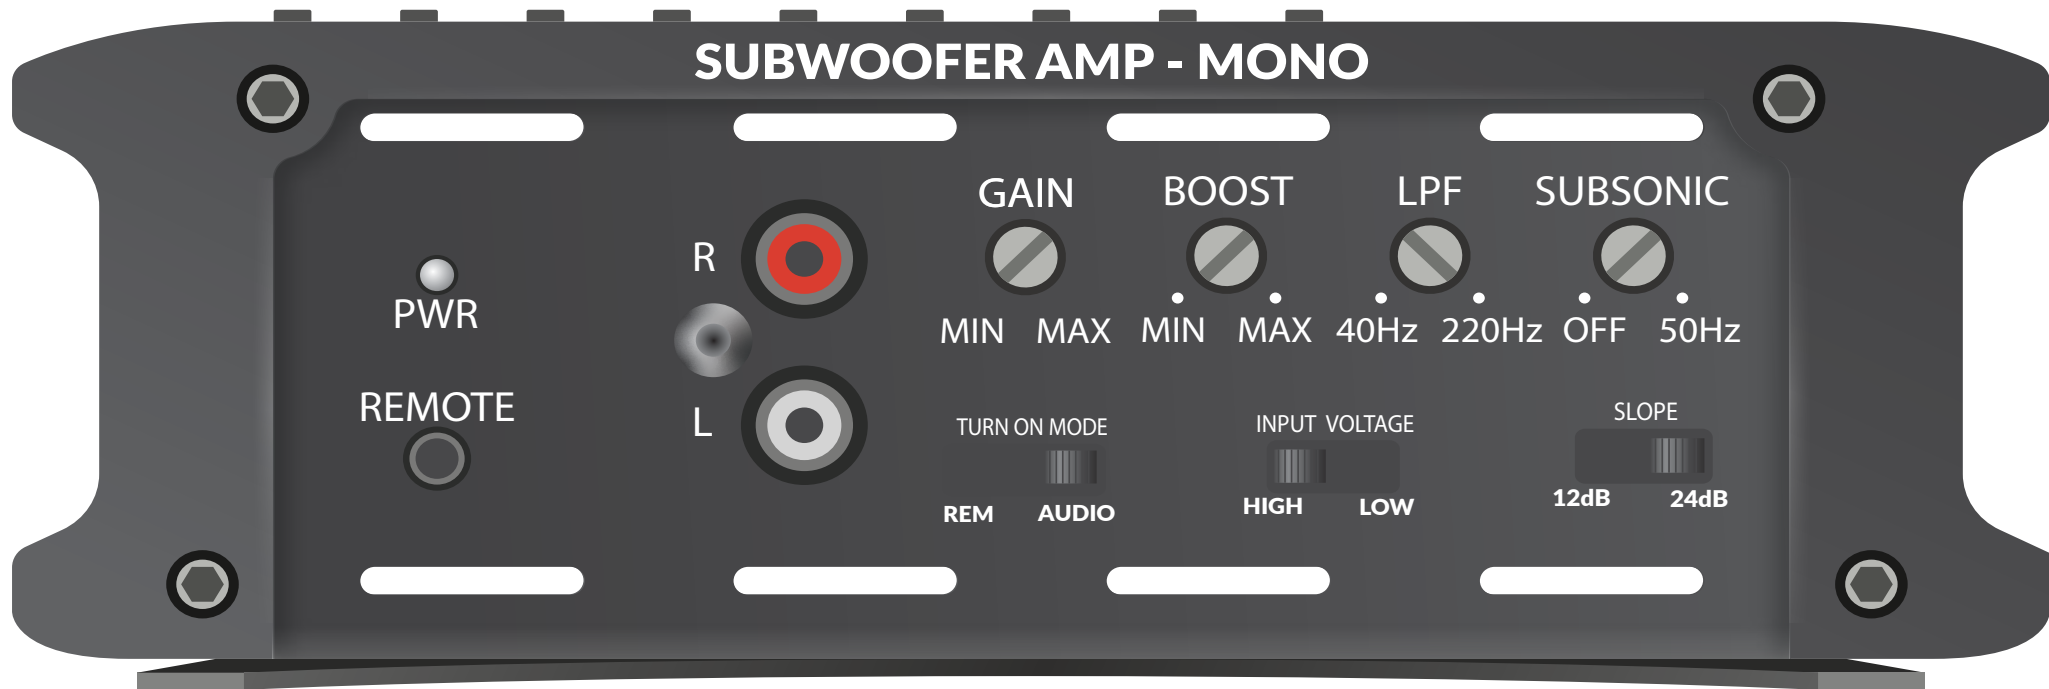 SUBWOOFER AMP - MONO
GAIN BOOST LPF SUBSONIC
R
PWR
MIN MAX MIN MAX 40Hz 220Hz OFF 50Hz
REMOTE
L
TURN ON MODE INPUT VOLTAGE SLOPE
REM AUDIO HIGH LOW 12dB 24dB